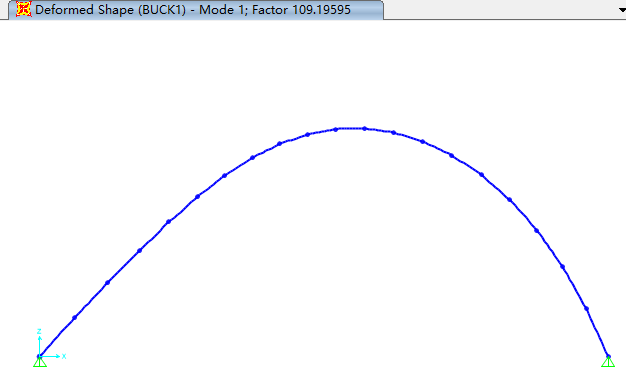 Deformed Shape (BUCK1) - Mode 1; Factor 109.19595
Z
X